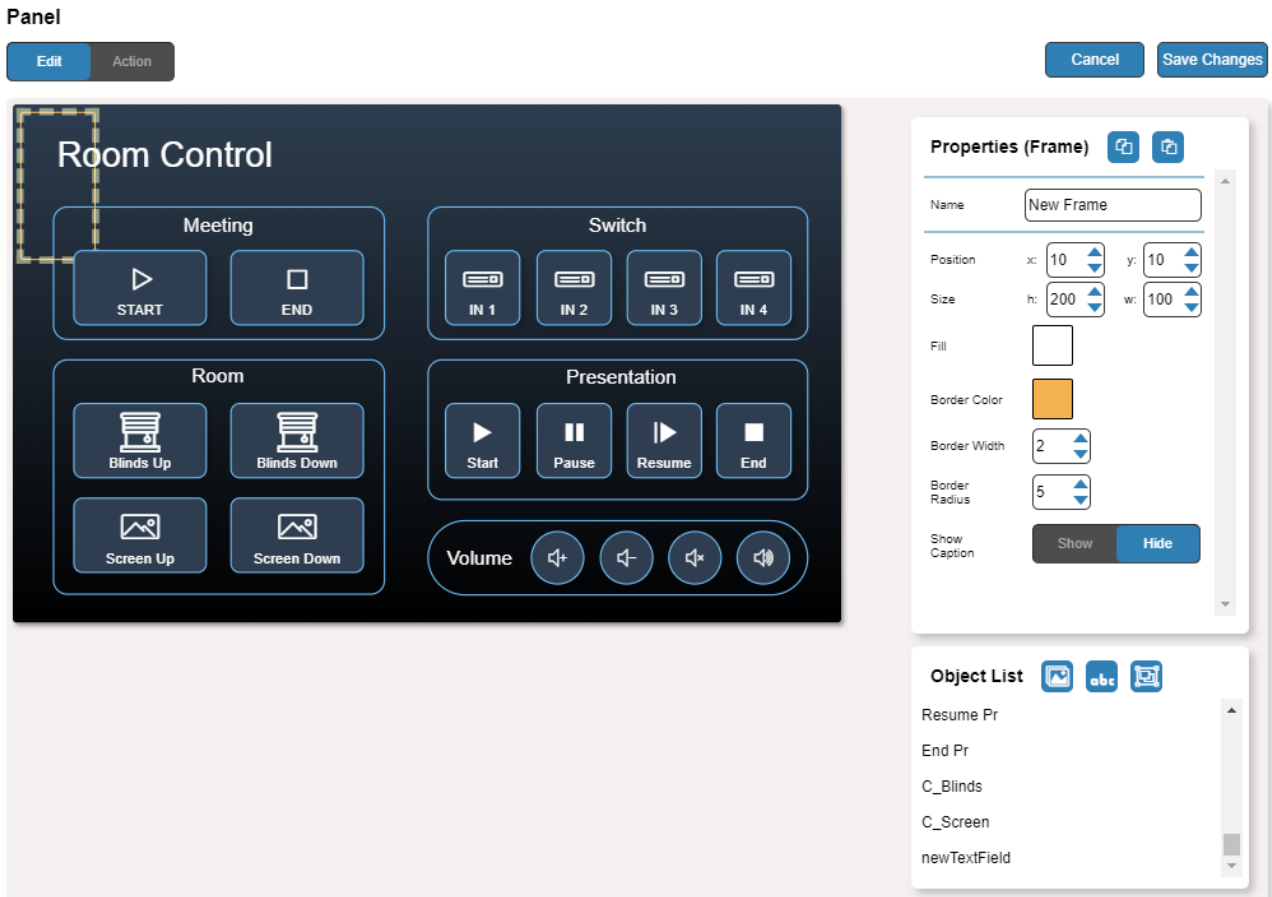 Panel
Edit Action Cancel Save Changes
Room Control
Meeting
START END
Switch
IN 1 IN 2 IN 3 IN 4
Room
Blinds Up Blinds Down
Screen Up Screen Down
Presentation
Start Pause Resume End
Volume
Properties (Frame)
Name New Frame
Position x: 10 y: 10
Size h: 200 w: 100
Fill
Border Color
Border Width 2
Border
Radius 5
Show
Caption Show Hide
Object List abc
Resume Pr
End Pr
C_Blinds
C_Screen
newTextField